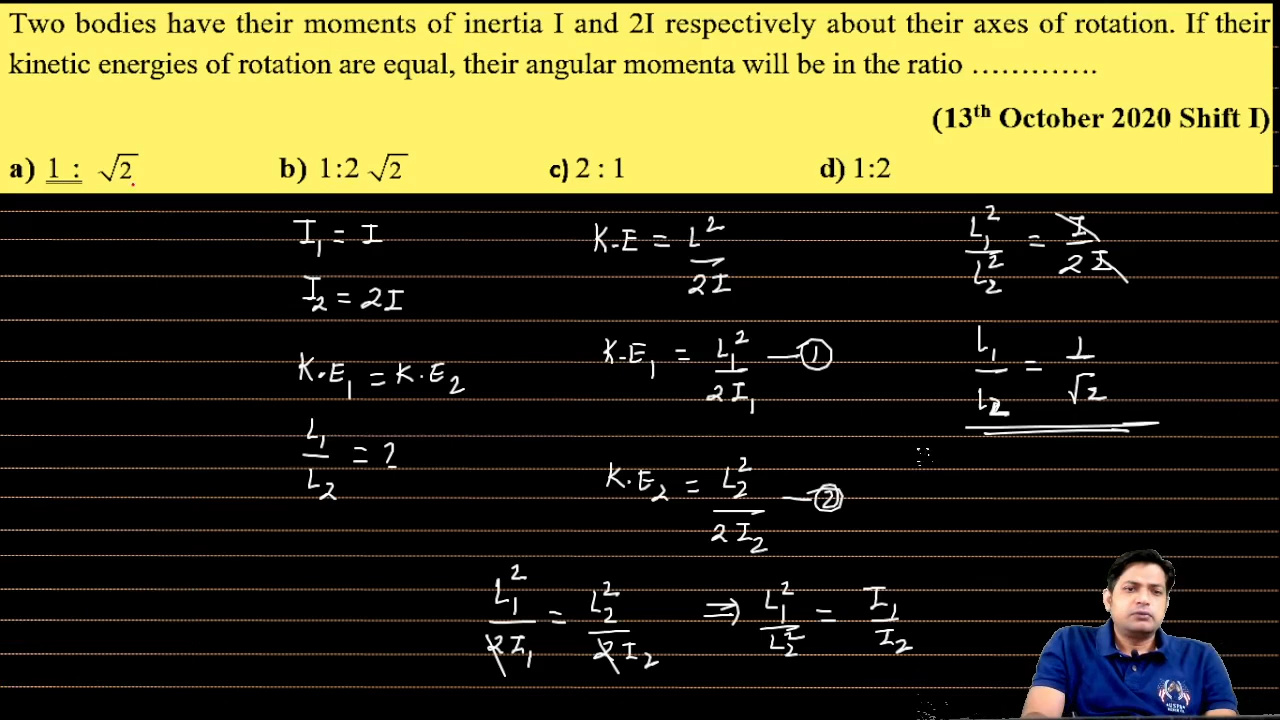 Two bodies have their moments of inertia I and 2I respectively about their axes of rotation. If their
kinetic energies of rotation are equal, their angular momenta will be in the ratio ………….
(13th October 2020 Shift I)
a) 1 : √2 b) 1:2 √2 c) 2 : 1 d) 1:2
I₁ = I
I₂ = 2I
K.E₁ = K.E₂
L₁/L₂ = ?
K.E = L²/2I
K.E₁ = L₁²/2I₁ — ①
K.E₂ = L₂²/2I₂ — ②
L₁²/2I₁ = L₂²/2I₂ ⇒ L₁²/L₂² = I₁/I₂
L₁²/L₂² = I/2I
L₁/L₂ = 1/√2